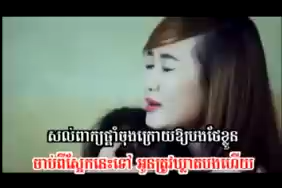 សល់ពាក្យផ្តាំចុងក្រោយឱ្យបងថែខ្លួន
ចាប់ពីស្អែកនេះទៅ អូនត្រូវឃ្លាតបងហើយ